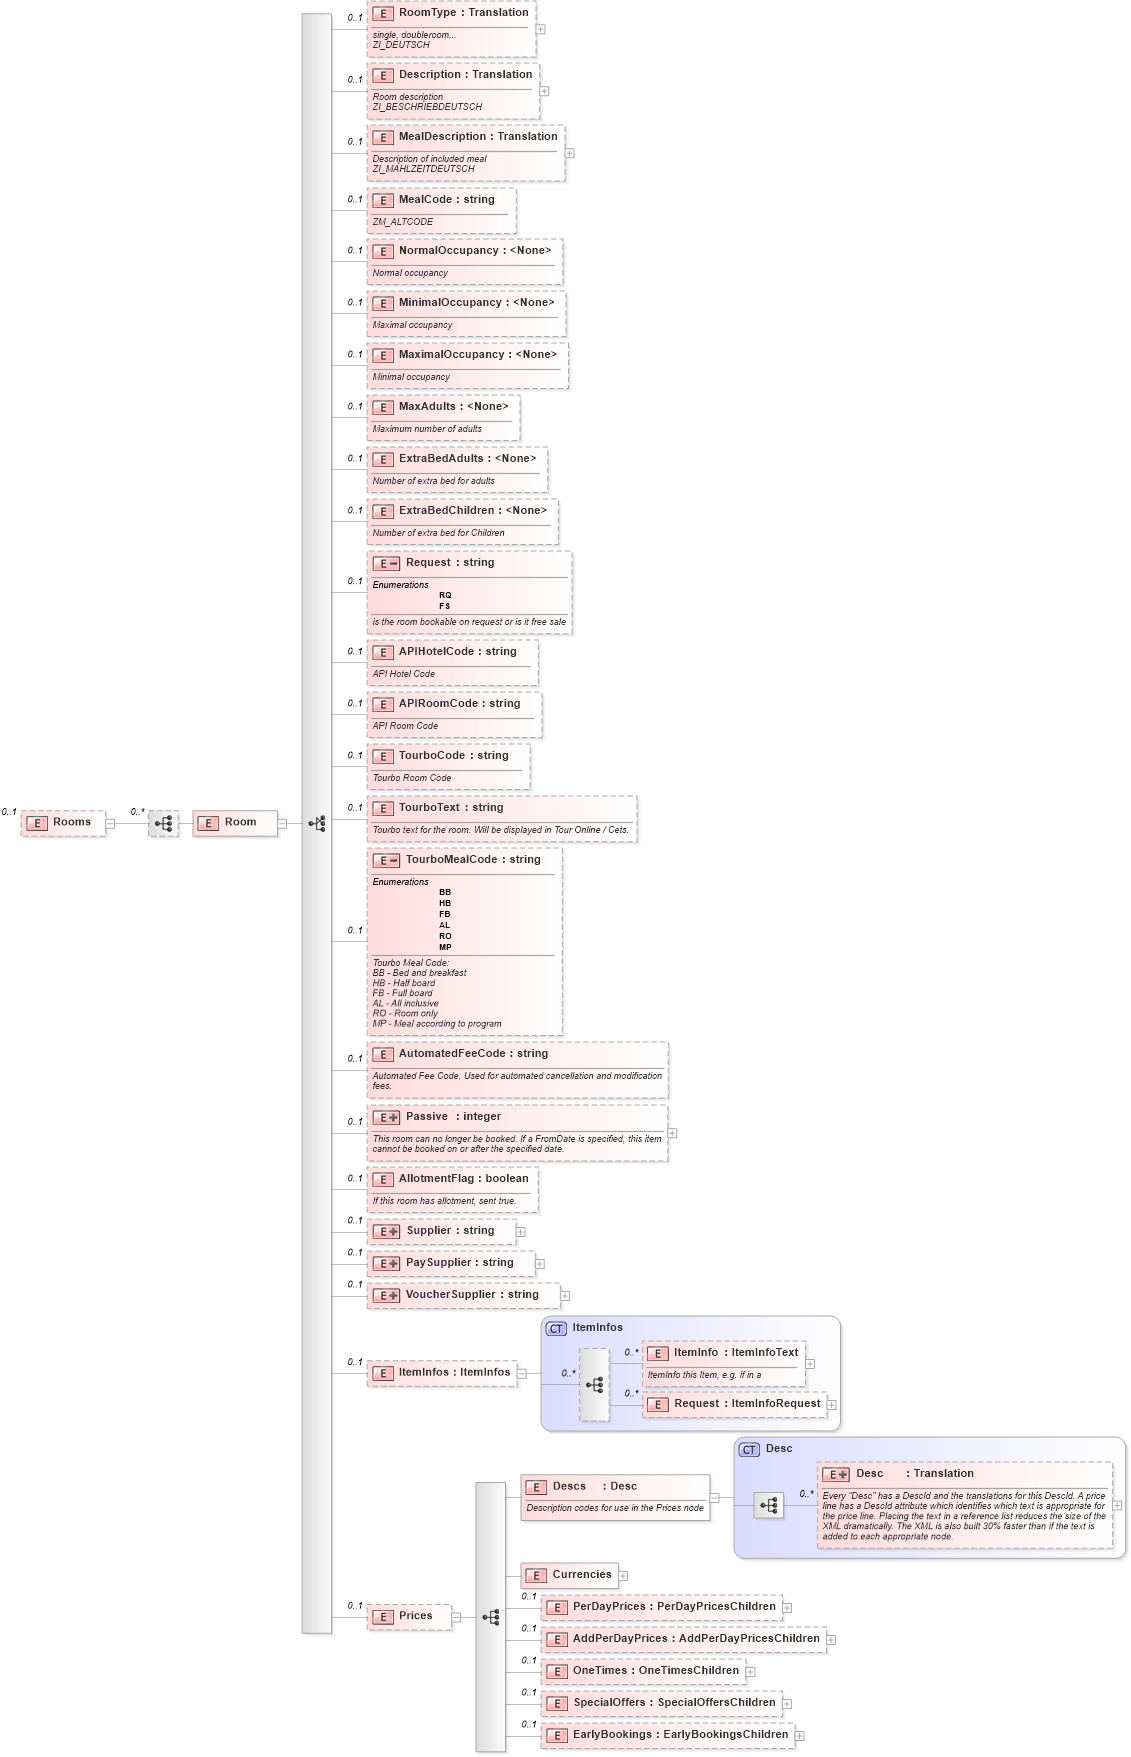 0..1
E RoomType : Translation
single, doubleroom...
ZI_DEUTSCH
0..1
E Description : Translation
Room description
ZI_BESCHRIEBDEUTSCH
0..1
E MealDescription : Translation
Description of included meal
ZI_MAHLZEITDEUTSCH
0..1
E MealCode : string
ZM_ALTCODE
0..1
E NormalOccupancy : <None>
Normal occupancy
0..1
E MinimalOccupancy : <None>
Maximal occupancy
0..1
E MaximalOccupancy : <None>
Minimal occupancy
0..1
E MaxAdults : <None>
Maximum number of adults
0..1
E ExtraBedAdults : <None>
Number of extra bed for adults
0..1
E ExtraBedChildren : <None>
Number of extra bed for Children
0..1
E Request : string
Enumerations
RQ
FS
is the room bookable on request or is it free sale
0..1
E APIHotelCode : string
API Hotel Code
0..1
E APIRoomCode : string
API Room Code
0..1
E TourboCode : string
Tourbo Room Code
0..1
E Rooms
0..*
E Room
0..1
E TourboText : string
Tourbo text for the room. Will be displayed in Tour Online / Cets.
0..1
E TourboMealCode : string
Enumerations
BB
HB
FB
AL
RO
MP
Tourbo Meal Code:
BB - Bed and breakfast
HB - Half board
FB - Full board
AL - All inclusive
RO - Room only
MP - Meal according to program
0..1
E AutomatedFeeCode : string
Automated Fee Code. Used for automated cancellation and modification
fees.
0..1
E Passive : integer
This room can no longer be booked. If a FromDate is specified, this item
cannot be booked on or after the specified date.
0..1
E AllotmentFlag : boolean
If this room has allotment, sent true.
0..1
E Supplier : string
0..1
E PaySupplier : string
0..1
E VoucherSupplier : string
0..1
E ItemInfos : ItemInfos
CT ItemInfos
0..*
0..*
E ItemInfo : ItemInfoText
ItemInfo this Item, e.g. if in a
0..*
E Request : ItemInfoRequest
0..1
E Prices
E Descs : Desc
Description codes for use in the Prices node
CT Desc
0..*
E Desc : Translation
Every "Desc" has a DescId and the translations for this DescId. A price
line has a DescId attribute which identifies which text is appropriate for
the price line. Placing the text in a reference list reduces the size of the
XML dramatically. The XML is also built 30% faster than if the text is
added to each appropriate node.
E Currencies
0..1
E PerDayPrices : PerDayPricesChildren
0..1
E AddPerDayPrices : AddPerDayPricesChildren
0..1
E OneTimes : OneTimesChildren
0..1
E SpecialOffers : SpecialOffersChildren
0..1
E EarlyBookings : EarlyBookingsChildren